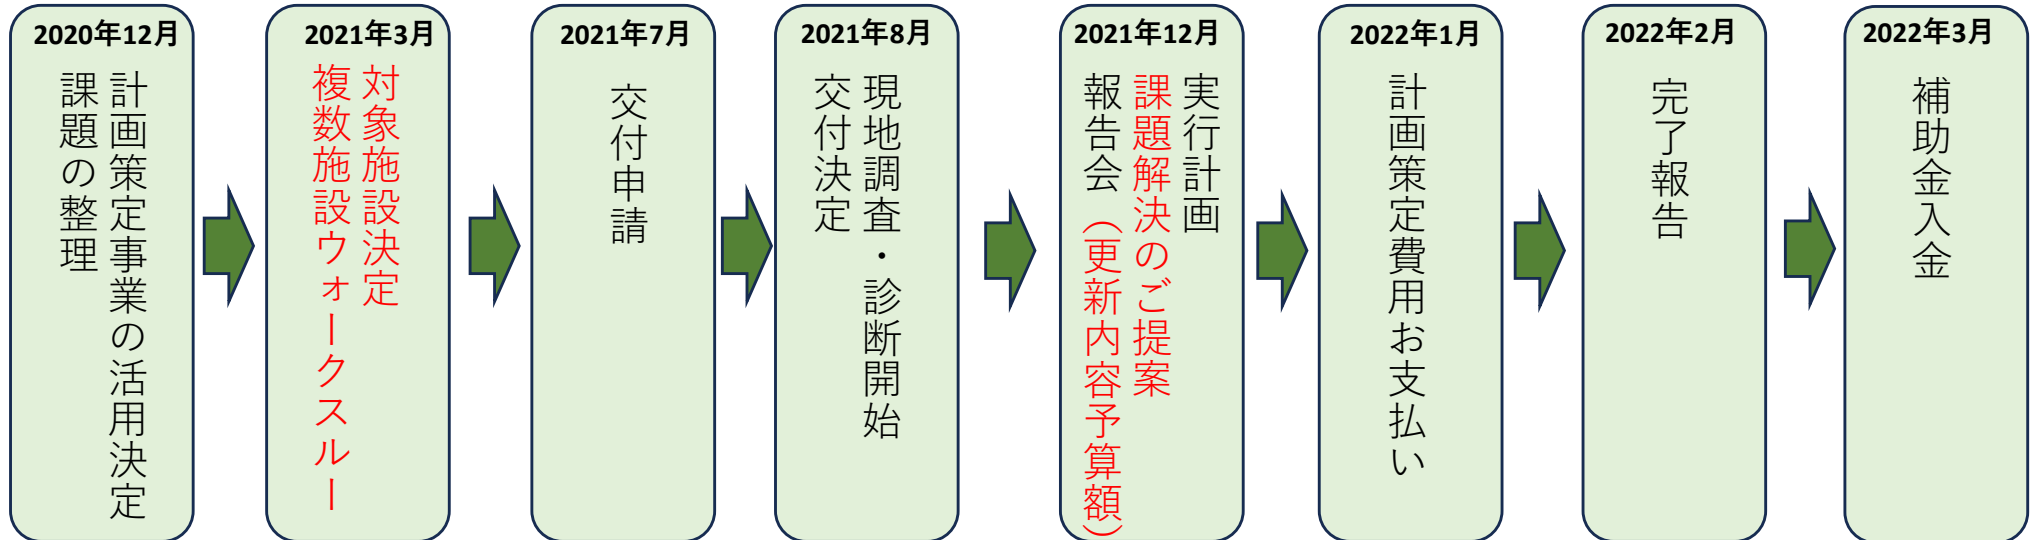 2020年12月
計画策定事業の活用決定
課題の整理
2021年3月
対象施設決定
複数施設ウォークスルー
2021年7月
交付申請
2021年8月
現地調査・診断開始
交付決定
2021年12月
実行計画
課題解決のご提案
報告会（更新内容予算額）
2022年1月
計画策定費用お支払い
2022年2月
完了報告
2022年3月
補助金入金